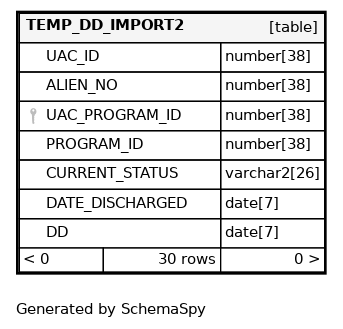 TEMP_DD_IMPORT2 [table]
UAC_ID number[38]
ALIEN_NO number[38]
UAC_PROGRAM_ID number[38]
PROGRAM_ID number[38]
CURRENT_STATUS varchar2[26]
DATE_DISCHARGED date[7]
DD date[7]
< 0 30 rows 0 >
Generated by SchemaSpy